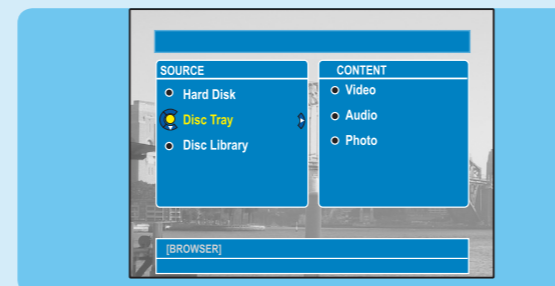 SOURCE
Hard Disk
Disc Tray
Disc Library
CONTENT
Video
Audio
Photo
[BROWSER]